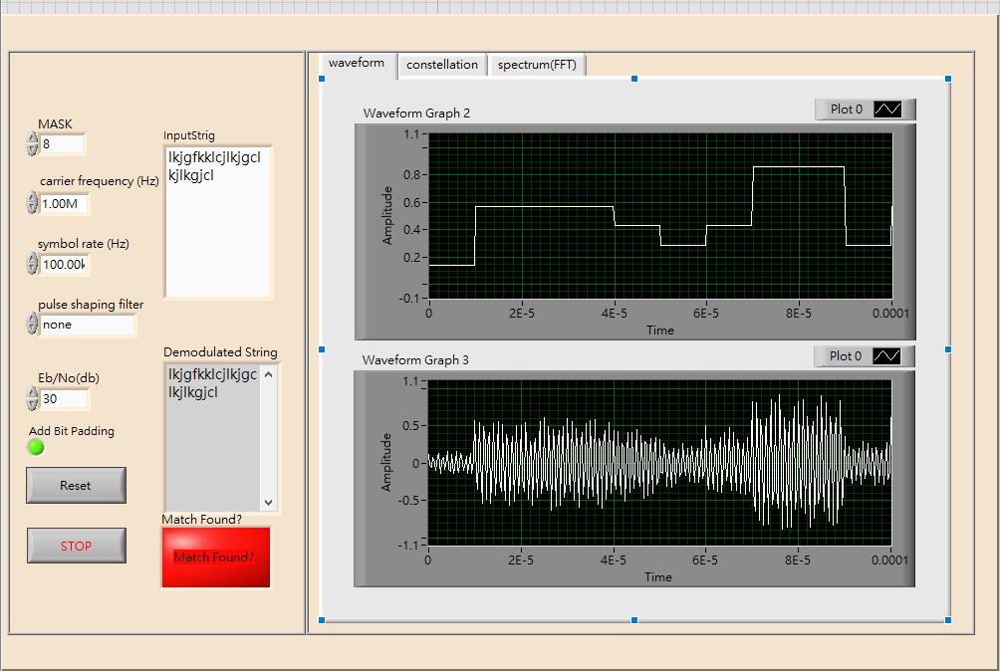 waveform
constellation
spectrum(FFT)
MASK
8
carrier frequency (Hz)
1.00M
symbol rate (Hz)
100.00k
pulse shaping filter
none
Eb/No(db)
30
Add Bit Padding
Reset
STOP
InputStrig
lkjgfkklcjlkjgcl
kjlkgjcl
Demodulated String
lkjgfkklcjlkjgc
lkjlkgjcl
Match Found?
Match Found?
Waveform Graph 2
Plot 0
Amplitude
1.1
0.8
0.6
0.4
0.2
-0.1
0
2E-5
4E-5
6E-5
8E-5
0.0001
Time
Waveform Graph 3
Plot 0
Amplitude
1.1
0.5
0
-0.5
-1.1
0
2E-5
4E-5
6E-5
8E-5
0.0001
Time